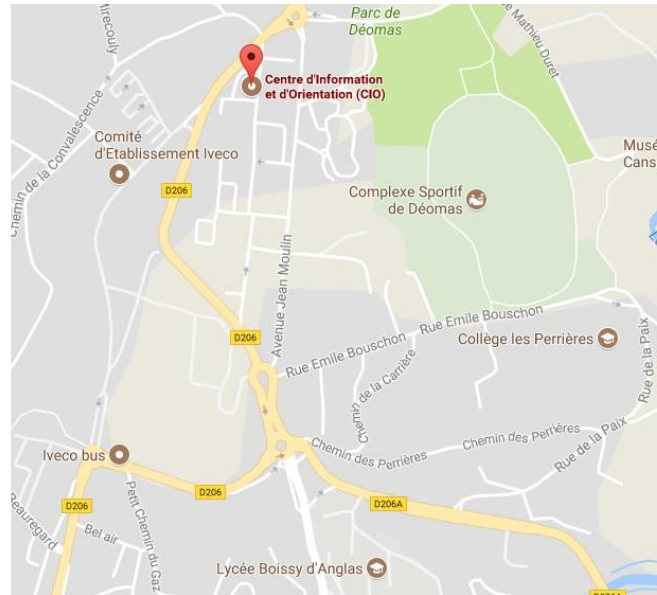 Parc de
Déomas
de Mathieu Duret
Mirecouly
Centre d'Information
et d'Orientation (CIO)
Chemin de la Convalescence
Comité
d'Etablissement Iveco
Musé
Cans
D206
Complexe Sportif
de Déomas
Avenue Jean Moulin
D206
Rue Emile Bouschon
Rue Emile Bouschon
Collège les Perrières
Rue de la Paix
Chemin de la Carrière
Chemin des Perrières
Chemin des Perrières
Rue de la Paix
Iveco bus
D206
D206
D206A
Beauregard
Bel air
Petit Chemin du Gaz
Lycée Boissy d'Anglas